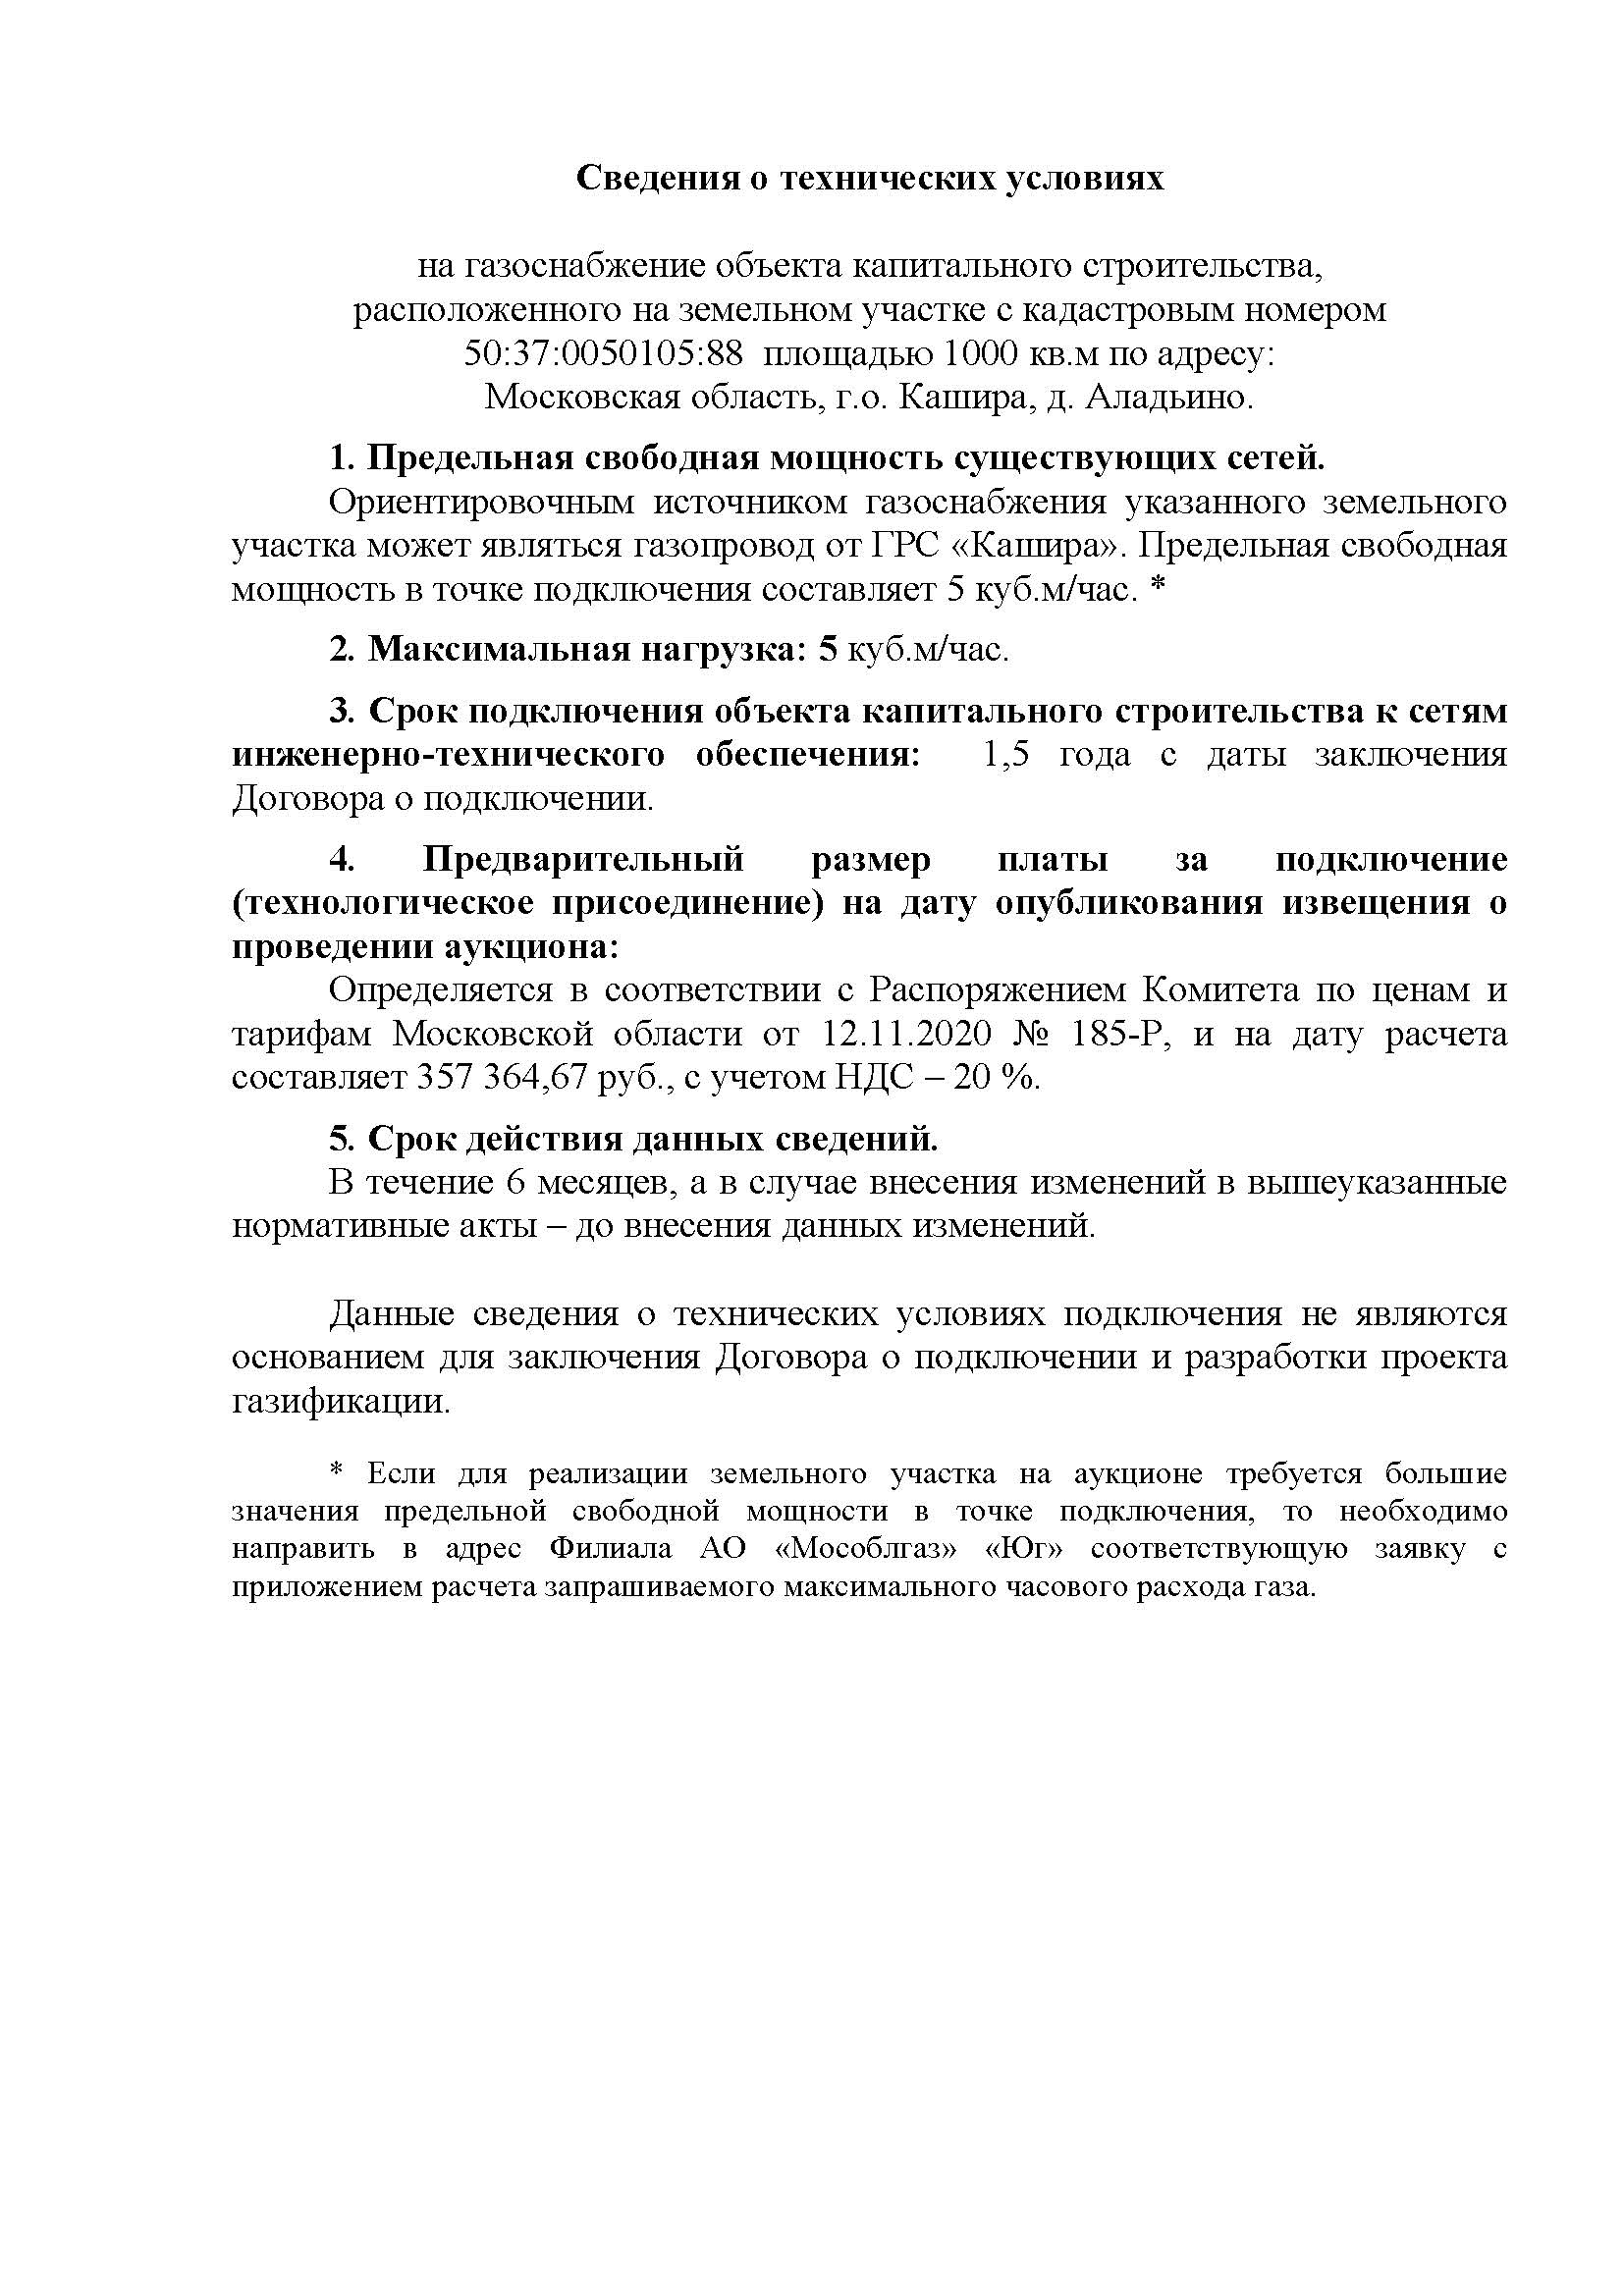 Сведения о технических условиях
на газоснабжение объекта капитального строительства,
расположенного на земельном участке с кадастровым номером
50:37:0050105:88  площадью 1000 кв.м по адресу:
Московская область, г.о. Кашира, д. Аладьино.
1. Предельная свободная мощность существующих сетей.
Ориентировочным источником газоснабжения указанного земельного
участка может являться газопровод от ГРС «Кашира». Предельная свободная
мощность в точке подключения составляет 5 куб.м/час. *
2. Максимальная нагрузка: 5 куб.м/час.
3. Срок подключения объекта капитального строительства к сетям
инженерно-технического обеспечения:  1,5 года с даты заключения
Договора о подключении.
4. Предварительный размер платы за подключение
(технологическое присоединение) на дату опубликования извещения о
проведении аукциона:
Определяется в соответствии с Распоряжением Комитета по ценам и
тарифам Московской области от 12.11.2020 № 185-Р, и на дату расчета
составляет 357 364,67 руб., с учетом НДС – 20 %.
5. Срок действия данных сведений.
В течение 6 месяцев, а в случае внесения изменений в вышеуказанные
нормативные акты – до внесения данных изменений.
Данные сведения о технических условиях подключения не являются
основанием для заключения Договора о подключении и разработки проекта
газификации.
* Если для реализации земельного участка на аукционе требуется большие
значения предельной свободной мощности в точке подключения, то необходимо
направить в адрес Филиала АО «Мособлгаз» «Юг» соответствующую заявку с
приложением расчета запрашиваемого максимального часового расхода газа.